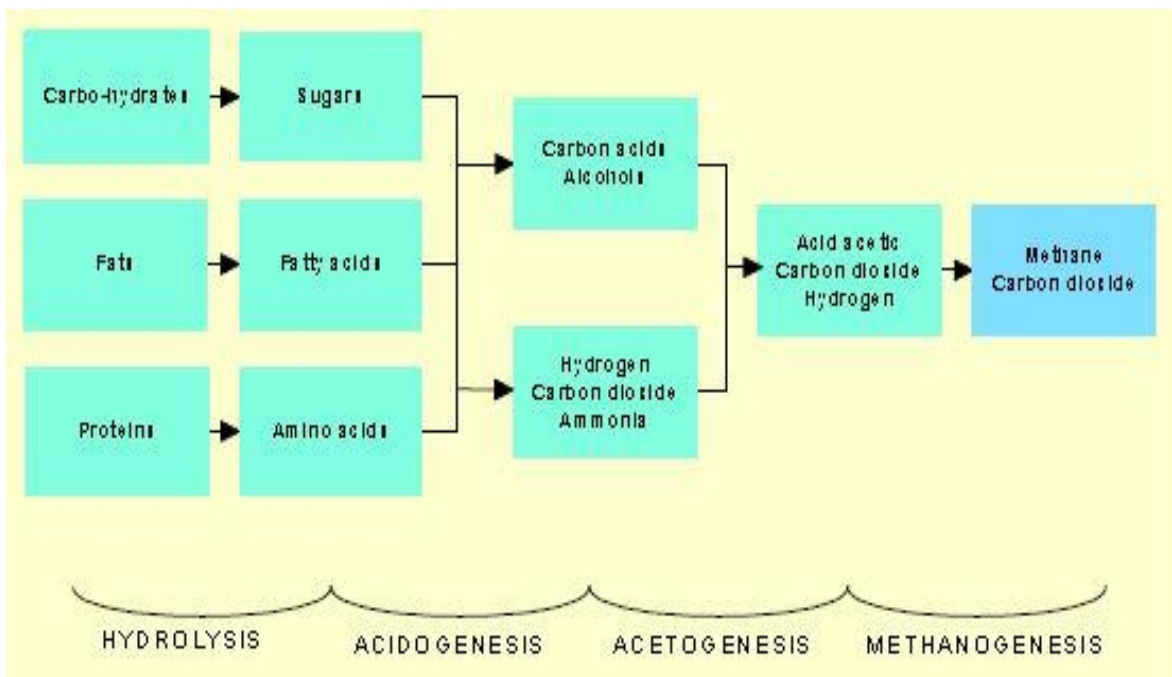 Carbo-hydrates
Sugars
Carbon acids
Alcohols
Fats
Fatty acids
Acid acetic
Carbon dioxide
Hydrogen
Methane
Carbon dioxide
Hydrogen
Carbon dioxide
Ammonia
Proteins
Amino acids
HYDROLYSIS
ACIDOGENESIS
ACETOGENESIS
METHANOGENESIS